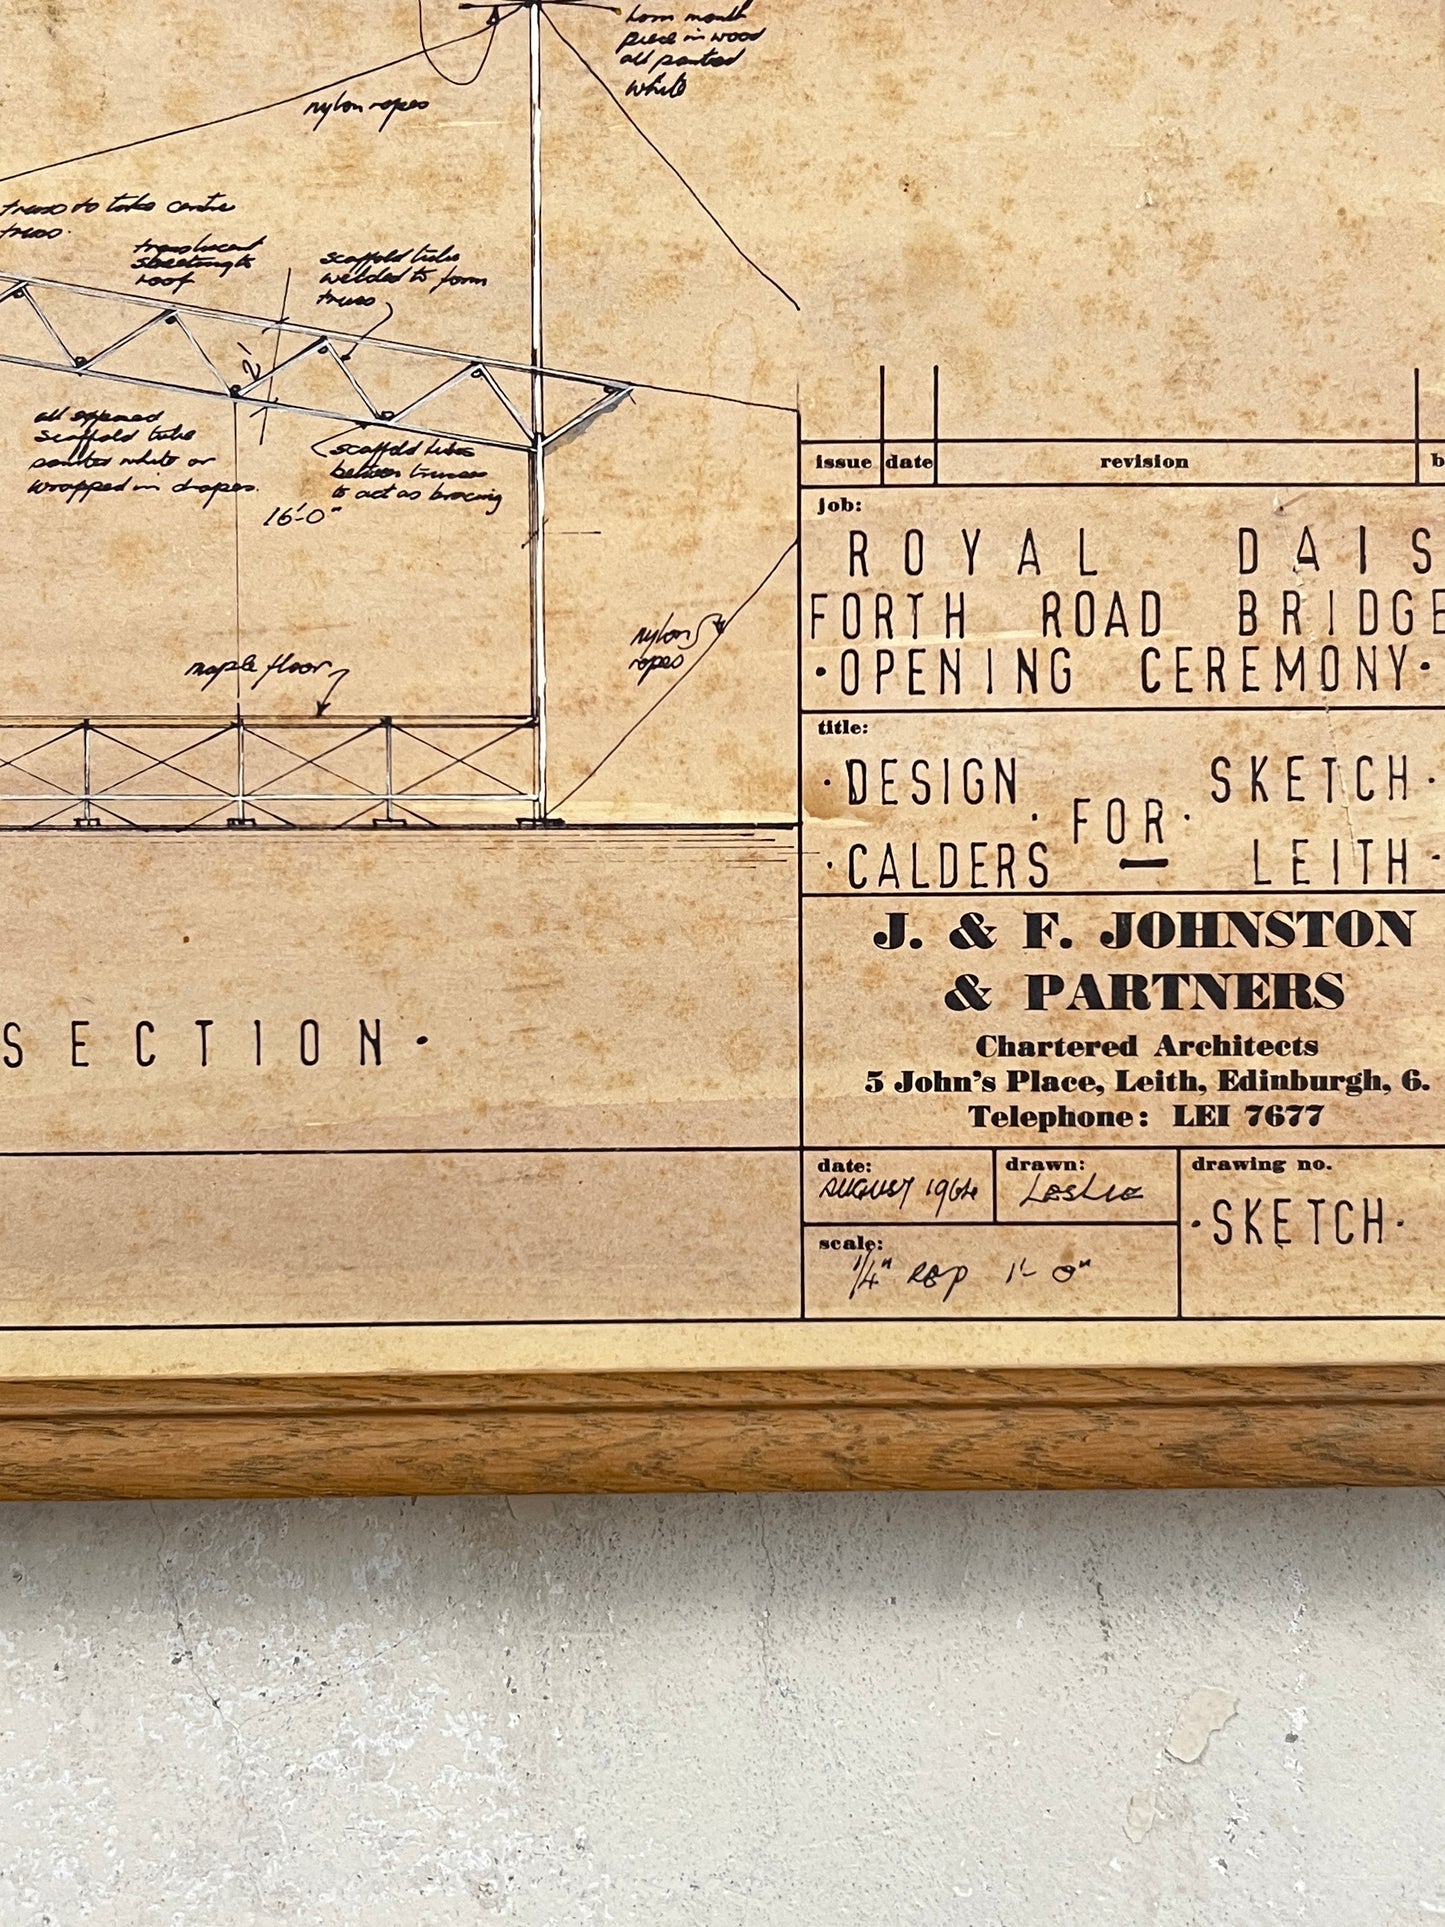 horn mouth
piece in wood
all painted
white
nylon ropes
truss to take centre
truss.
translucent
sheeting to
roof
scaffold tube
welded to form
truss
2'
all exposed
scaffold tube
painted white or
wrapped in drapes.
scaffold tubes
between trusses
to act as bracing
16'-0"
nylon
ropes
maple floor
SECTION·
issue date revision b
job:
ROYAL DAIS
FORTH ROAD BRIDGE
·OPENING CEREMONY·
title:
·DESIGN SKETCH·
·FOR·
·CALDERS — LEITH·
J. & F. JOHNSTON
& PARTNERS
Chartered Architects
5 John's Place, Leith, Edinburgh, 6.
Telephone: LEI 7677
date: drawn: drawing no.
AUGUST 1964 LESLIE
·SKETCH·
scale:
1/4" REP 1'-0"